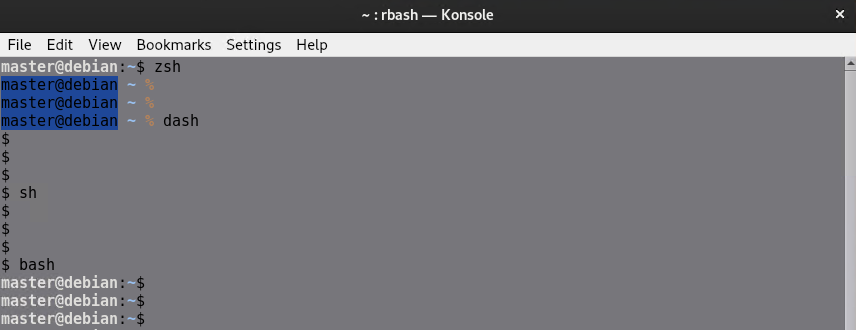 ~ : rbash — Konsole
File Edit View Bookmarks Settings Help
master@debian:~$ zsh
master@debian ~ %
master@debian ~ %
master@debian ~ % dash
$
$
$
$ sh
$
$
$
$ bash
master@debian:~$
master@debian:~$
master@debian:~$